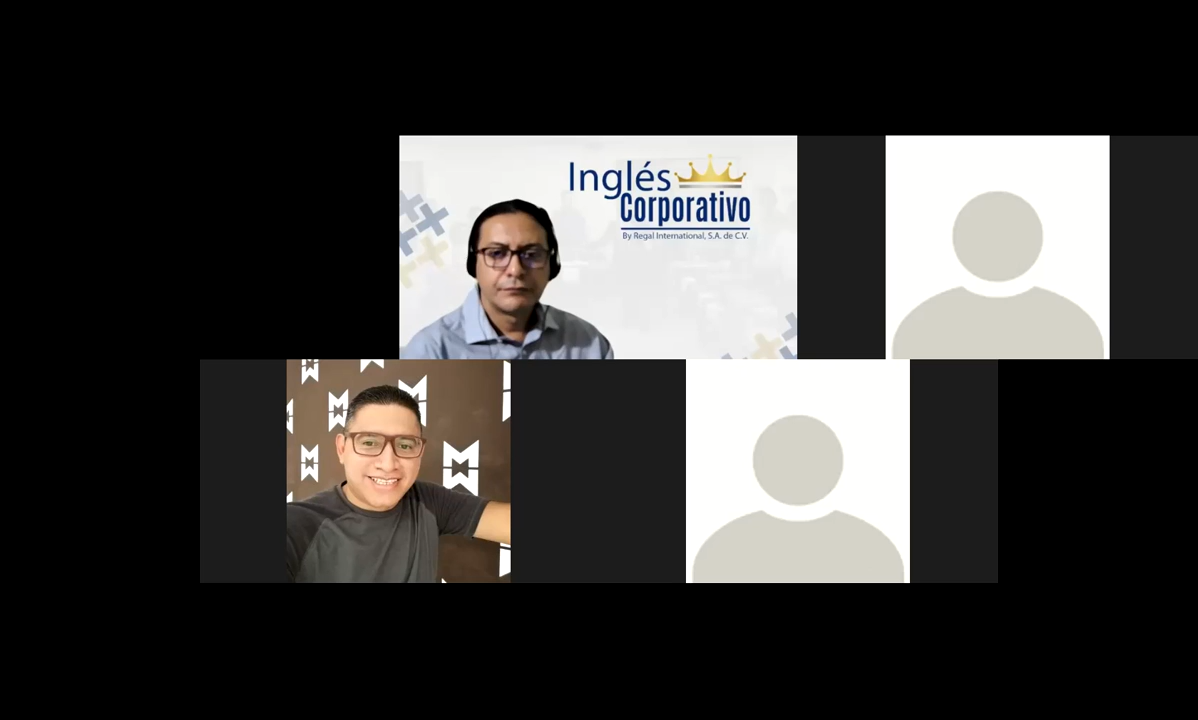 Inglés
Corporativo
By Regal International, S.A. de C.V.